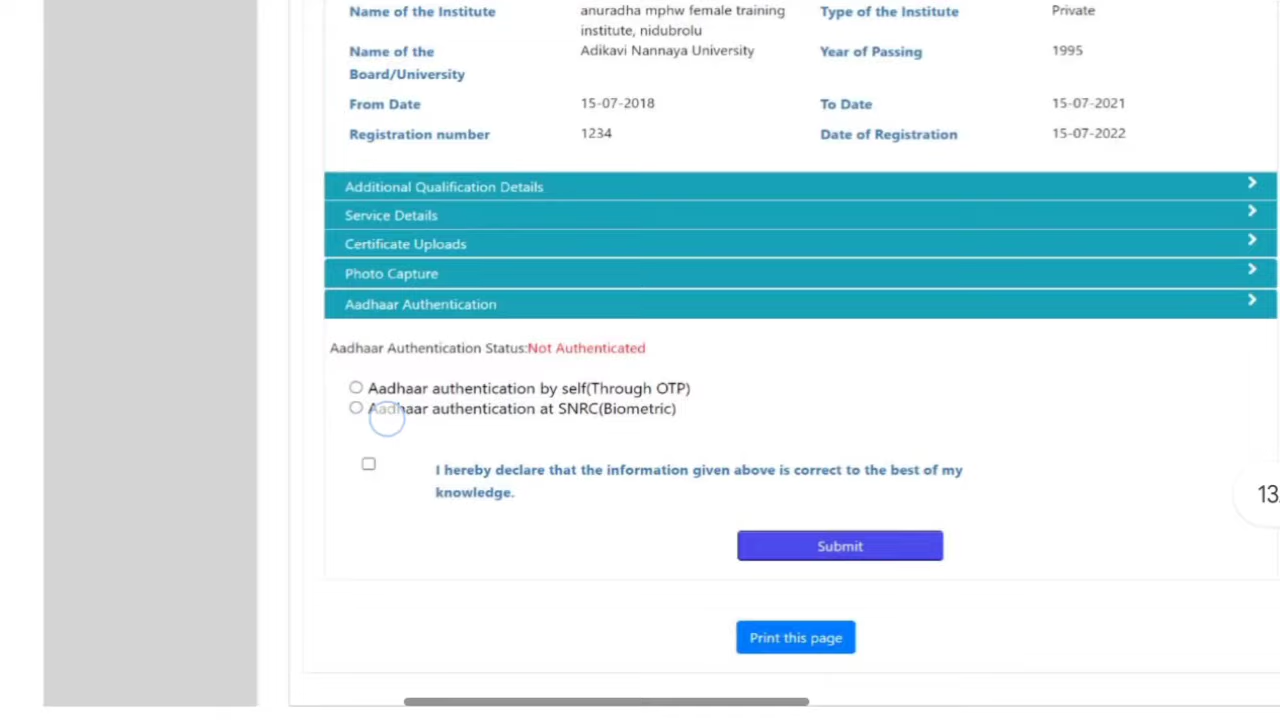 Name of the Institute anuradha mphw female training Type of the Institute Private
institute, nidubrolu
Name of the Adikavi Nannaya University Year of Passing 1995
Board/University
From Date 15-07-2018 To Date 15-07-2021
Registration number 1234 Date of Registration 15-07-2022
Additional Qualification Details
Service Details
Certificate Uploads
Photo Capture
Aadhaar Authentication
Aadhaar Authentication Status:Not Authenticated
Aadhaar authentication by self(Through OTP)
Aadhaar authentication at SNRC(Biometric)
I hereby declare that the information given above is correct to the best of my
knowledge.
Submit
Print this page